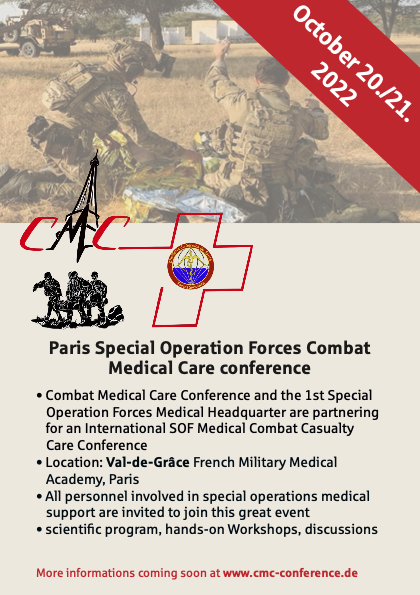 October 20./21.
2022
CMC
Paris Special Operation Forces Combat
Medical Care conference
• Combat Medical Care Conference and the 1st Special
Operation Forces Medical Headquarter are partnering
for an International SOF Medical Combat Casualty
Care Conference
• Location: Val-de-Grâce French Military Medical
Academy, Paris
• All personnel involved in special operations medical
support are invited to join this great event
• scientific program, hands-on Workshops, discussions
More informations coming soon at www.cmc-conference.de